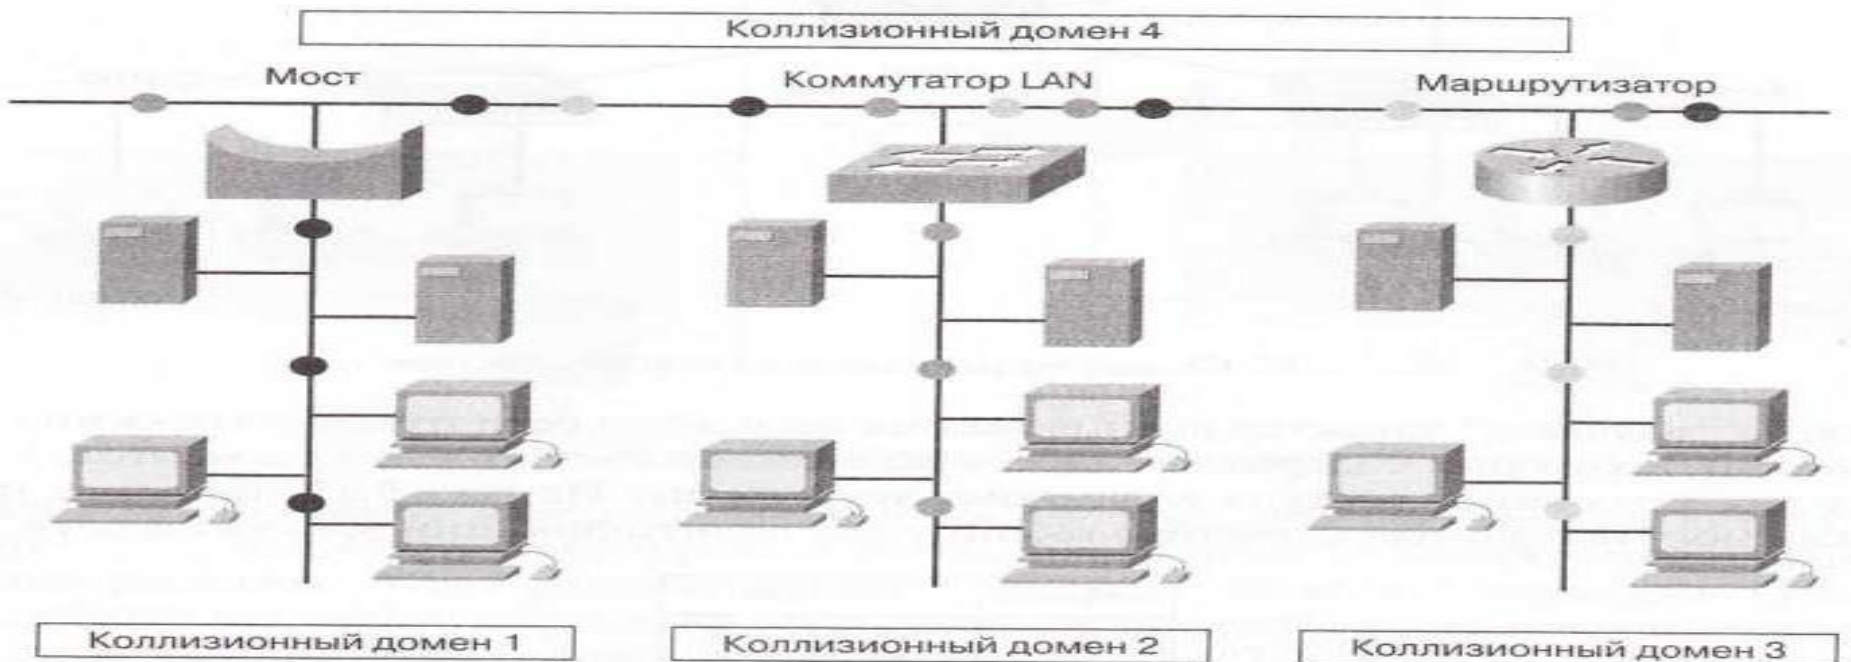 Коллизионный домен 4
Мост
Коммутатор LAN
Маршрутизатор
Коллизионный домен 1
Коллизионный домен 2
Коллизионный домен 3